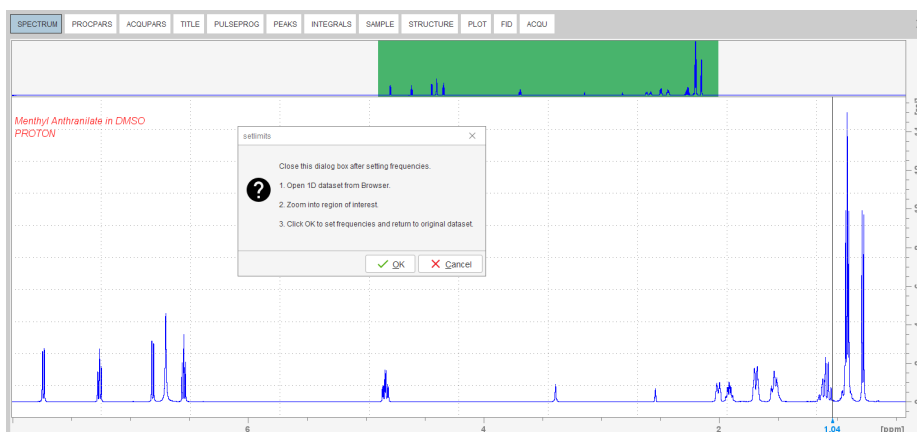 SPECTRUM PROCPARS ACQUPARS TITLE PULSEPROG PEAKS INTEGRALS SAMPLE STRUCTURE PLOT FID ACQU
Menthyl Anthranilate in DMSO
PROTON
setlimits
Close this dialog box after setting frequencies.
1. Open 1D dataset from Browser.
2. Zoom into region of interest.
3. Click OK to set frequencies and return to original dataset.
OK Cancel
6 4 2 1.04 [ppm]